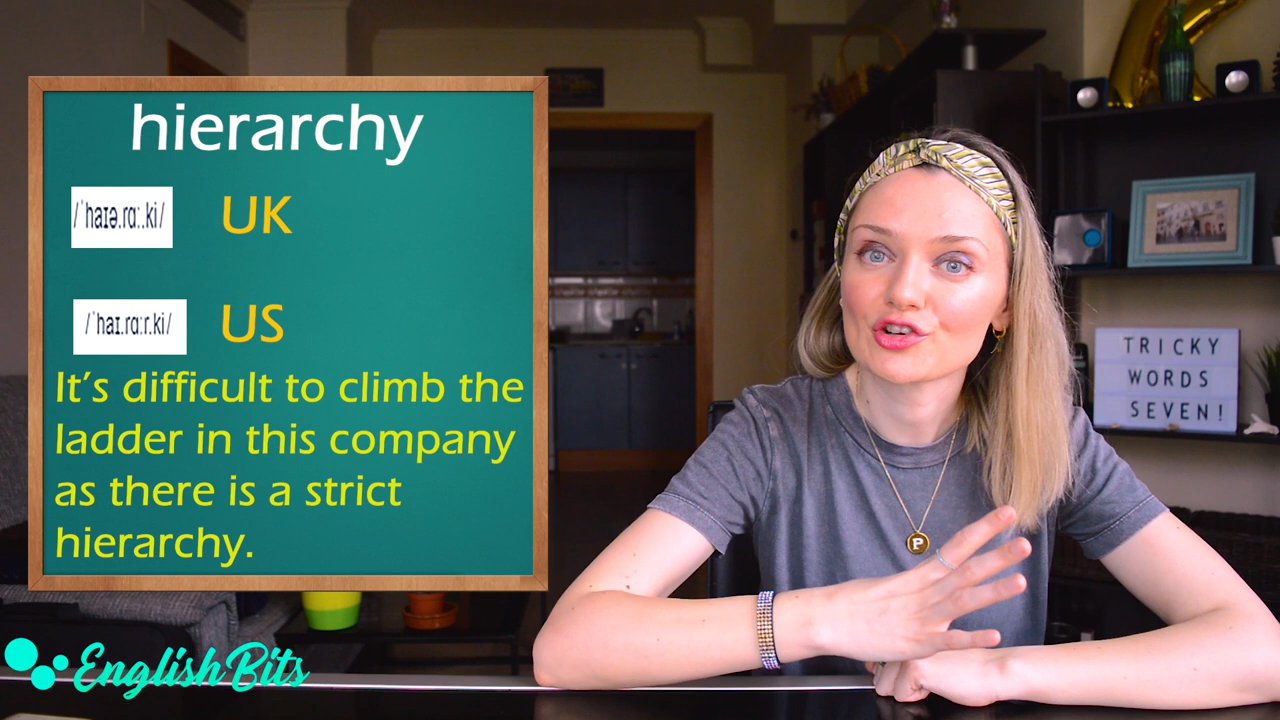 hierarchy
/ˈhaɪə.rɑː.ki/ UK
/ˈhaɪ.rɑːr.ki/ US
It's difficult to climb the
ladder in this company
as there is a strict
hierarchy.
P
TRICKY
WORDS
SEVEN!
EnglishBits